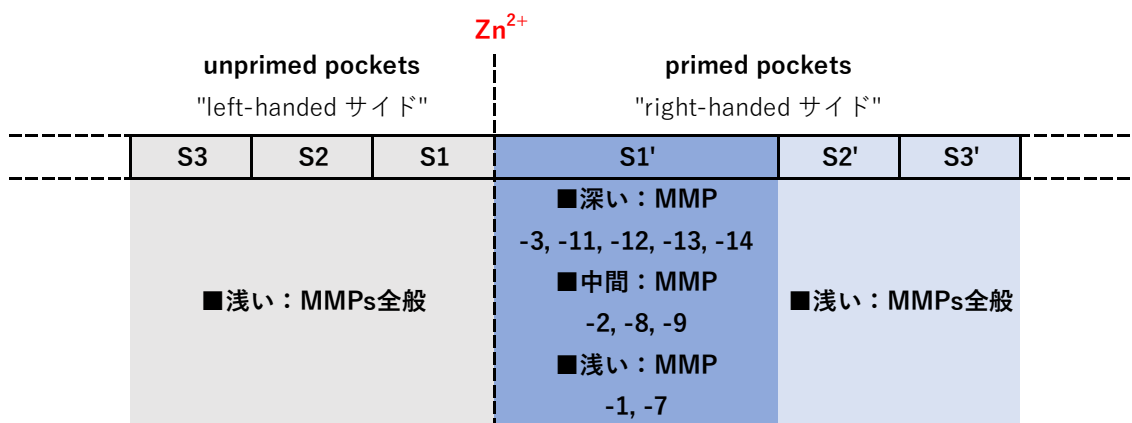 Zn2+
unprimed pockets
primed pockets
"left-handed サイド"
"right-handed サイド"
S3 S2 S1 S1' S2' S3'
■深い：MMP
-3, -11, -12, -13, -14
■中間：MMP
-2, -8, -9
■浅い：MMP
-1, -7
■浅い：MMPs全般
■浅い：MMPs全般